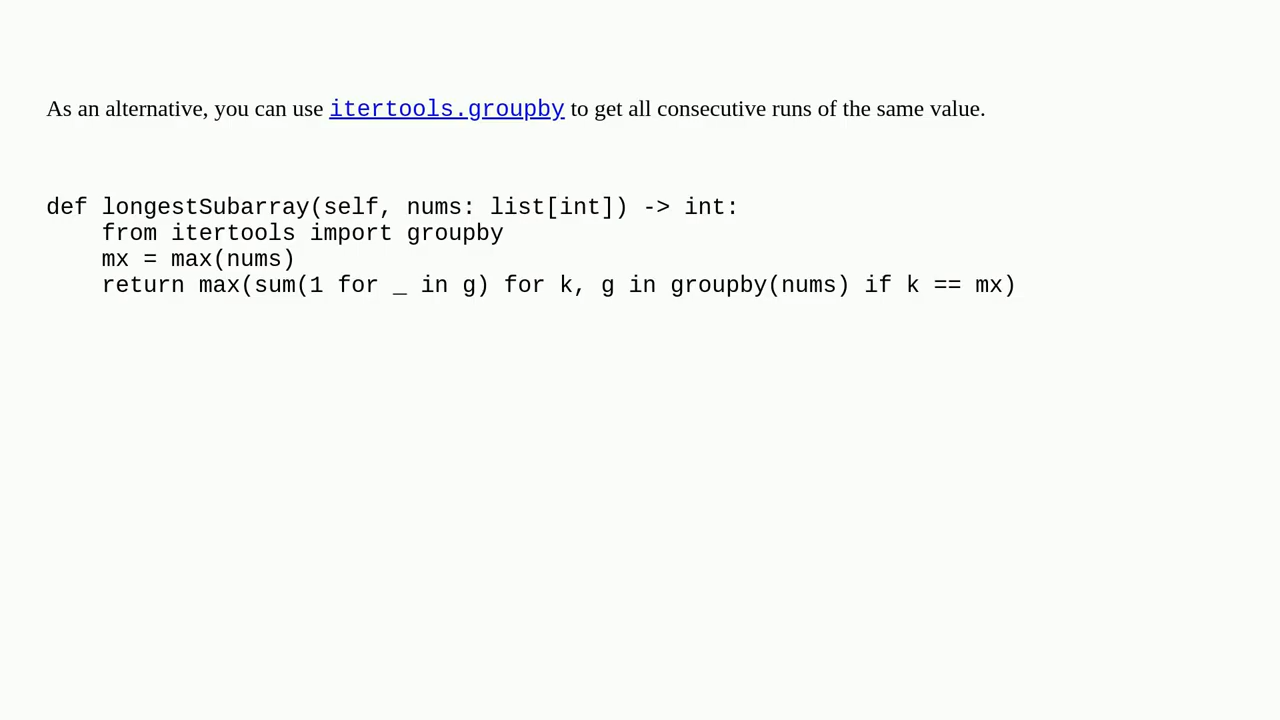 As an alternative, you can use itertools.groupby to get all consecutive runs of the same value.
def longestSubarray(self, nums: list[int]) -> int:
    from itertools import groupby
    mx = max(nums)
    return max(sum(1 for _ in g) for k, g in groupby(nums) if k == mx)